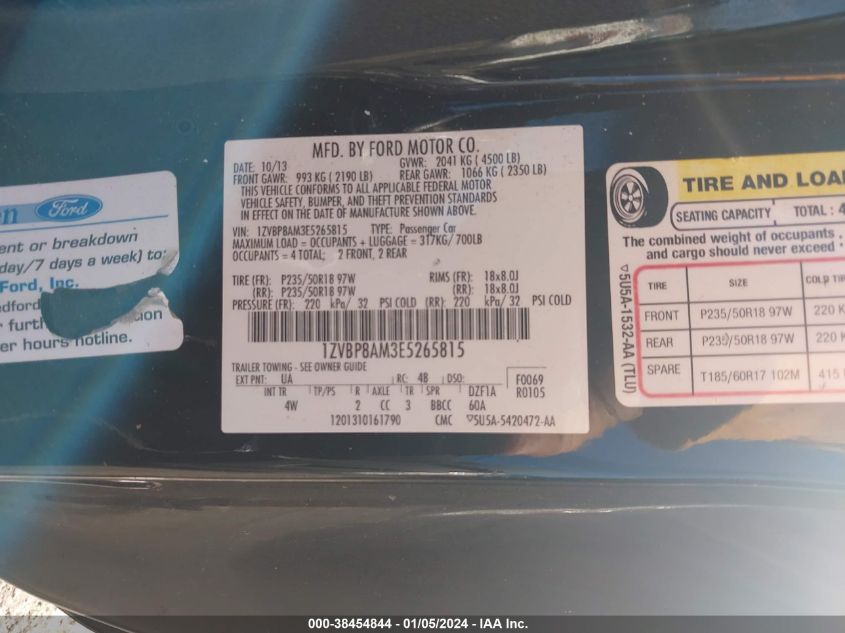 en Ford
ent or breakdown
day/7 days a week) to:
Ford, Inc.
edford
r furth ation
er hours hotline.
MFD. BY FORD MOTOR CO.
DATE: 10/13 GVWR: 2041 KG ( 4500 LB)
FRONT GAWR: 993 KG ( 2190 LB) REAR GAWR: 1066 KG ( 2350 LB)
THIS VEHICLE CONFORMS TO ALL APPLICABLE FEDERAL MOTOR
VEHICLE SAFETY, BUMPER, AND THEFT PREVENTION STANDARDS
IN EFFECT ON THE DATE OF MANUFACTURE SHOWN ABOVE.
VIN: 1ZVBP8AM3E5265815 TYPE: Passenger Car
MAXIMUM LOAD = OCCUPANTS + LUGGAGE = 317KG/ 700LB
OCCUPANTS = 4 TOTAL; 2 FRONT, 2 REAR
TIRE (FR): P235/50R18 97W RIMS (FR): 18x8.0J
(RR): P235/50R18 97W (RR): 18x8.0J
PRESSURE (FR): 220 kPa/ 32 PSI COLD (RR): 220 kPa/ 32 PSI COLD
1ZVBP8AM3E5265815
TRAILER TOWING - SEE OWNER GUIDE
EXT PNT: UA RC: 48 DSO: F0069
INT TR TP/PS R AXLE TR SPR DZF1A R0105
4W 2 CC 3 BBCC 60A
1201310161790 CMC ▽5U5A-5420472-AA
TIRE AND LOA
SEATING CAPACITY TOTAL : 4
The combined weight of occupants
and cargo should never exceed :
TIRE SIZE COLD TIR
FRONT P235/50R18 97W 220 K
REAR P235/50R18 97W 220 K
SPARE T185/60R17 102M 415
▽5U5A-1532-AA (TLU)
000-38454844 - 01/05/2024 - IAA Inc.